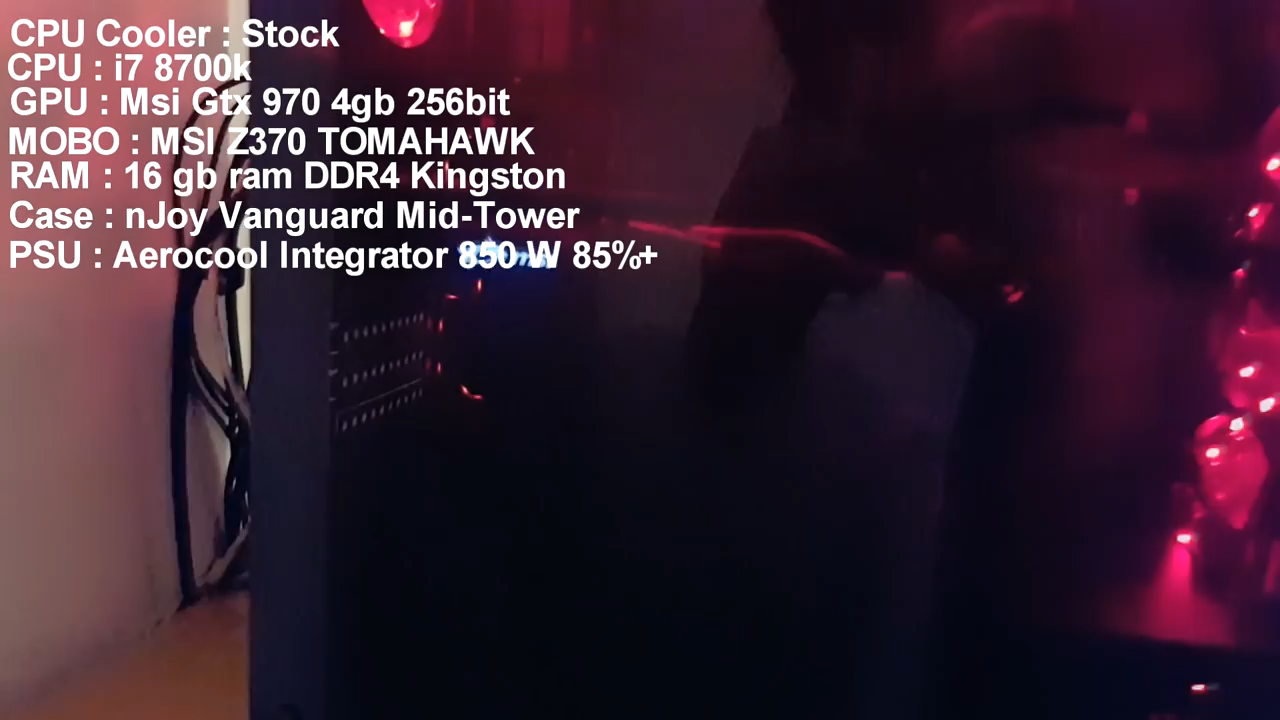 CPU Cooler : Stock
CPU : i7 8700k
GPU : Msi Gtx 970 4gb 256bit
MOBO : MSI Z370 TOMAHAWK
RAM : 16 gb ram DDR4 Kingston
Case : nJoy Vanguard Mid-Tower
PSU : Aerocool Integrator 850 W 85%+